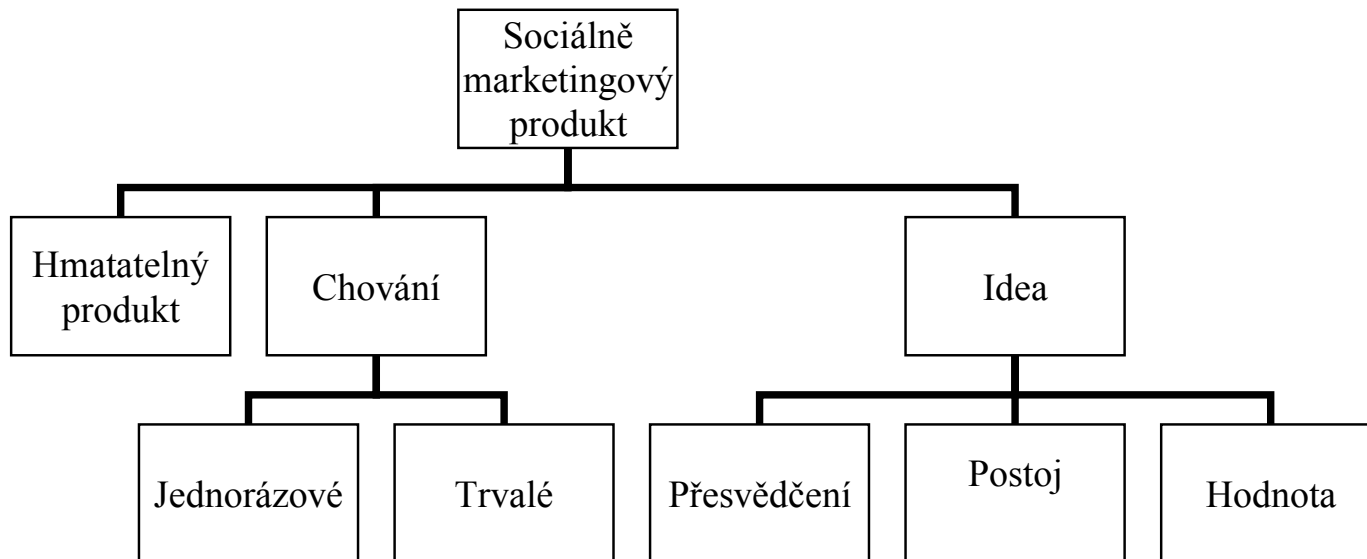 Sociálně
marketingový
produkt
Hmatatelný
produkt
Chování
Idea
Jednorázové
Trvalé
Přesvědčení
Postoj
Hodnota